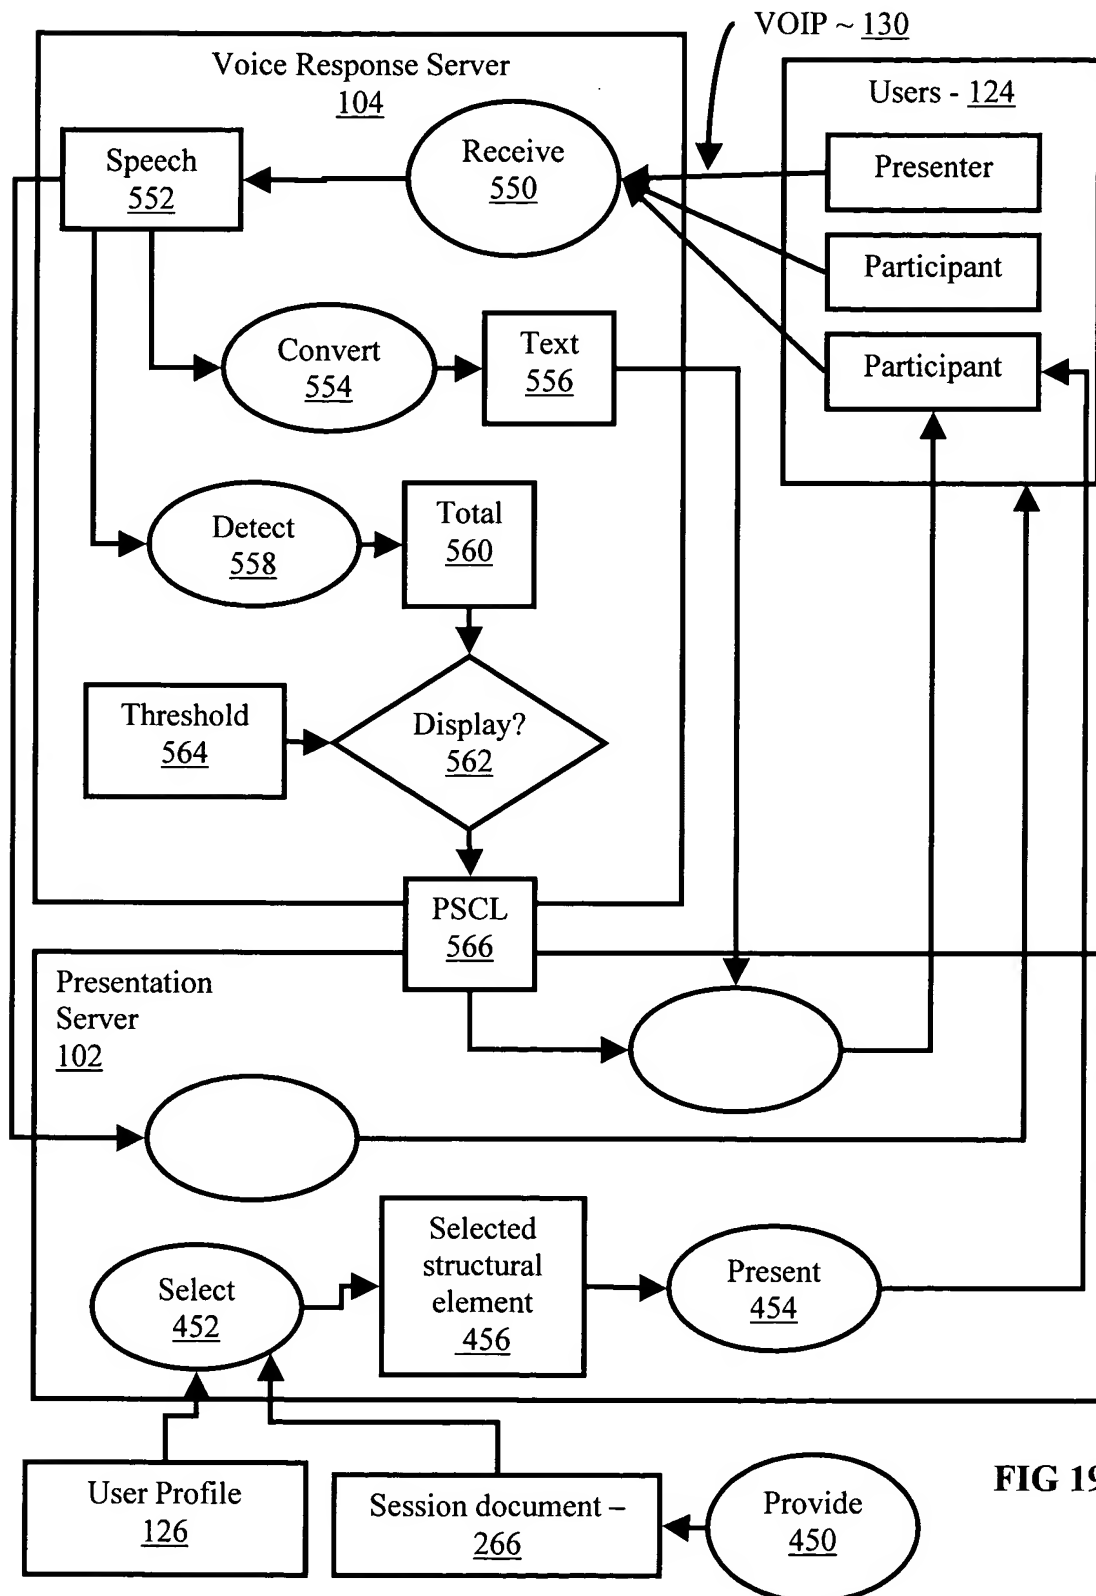 VOIP ~ 130
Voice Response Server
104
Users - 124
Speech
552
Receive
550
Presenter
Participant
Participant
Convert
554
Text
556
Detect
558
Total
560
Threshold
564
Display?
562
PSCL
566
Presentation
Server
102
Select
452
Selected
structural
element
456
Present
454
User Profile
126
Session document –
266
Provide
450
FIG 19